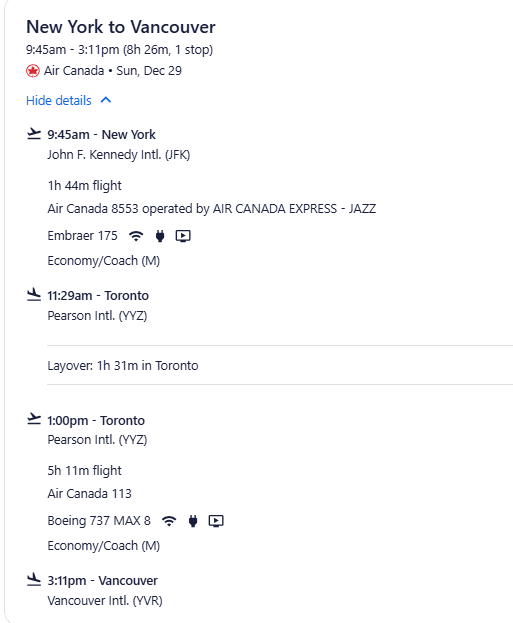 New York to Vancouver
9:45am - 3:11pm (8h 26m, 1 stop)
Air Canada • Sun, Dec 29
Hide details
9:45am - New York
John F. Kennedy Intl. (JFK)
1h 44m flight
Air Canada 8553 operated by AIR CANADA EXPRESS - JAZZ
Embraer 175
Economy/Coach (M)
11:29am - Toronto
Pearson Intl. (YYZ)
Layover: 1h 31m in Toronto
1:00pm - Toronto
Pearson Intl. (YYZ)
5h 11m flight
Air Canada 113
Boeing 737 MAX 8
Economy/Coach (M)
3:11pm - Vancouver
Vancouver Intl. (YVR)